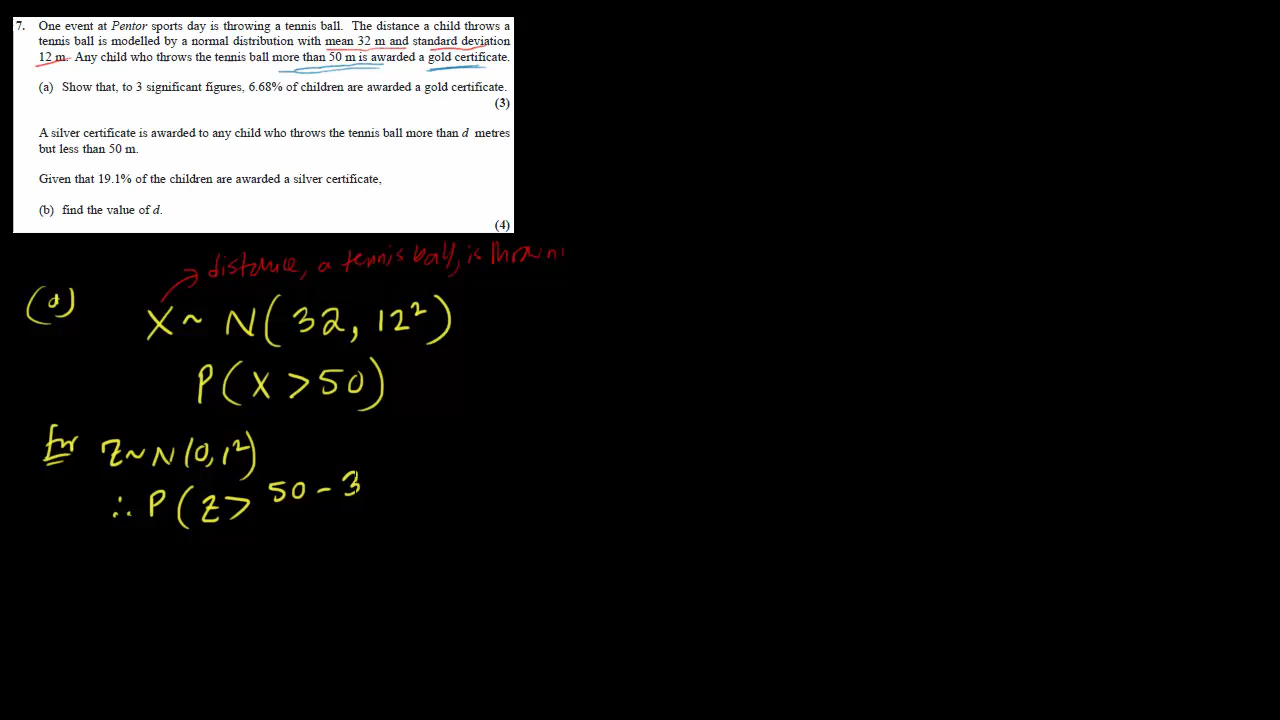 7. One event at Pentor sports day is throwing a tennis ball. The distance a child throws a
tennis ball is modelled by a normal distribution with mean 32 m and standard deviation
12 m. Any child who throws the tennis ball more than 50 m is awarded a gold certificate.
(a) Show that, to 3 significant figures, 6.68% of children are awarded a gold certificate.
(3)
A silver certificate is awarded to any child who throws the tennis ball more than d metres
but less than 50 m.
Given that 19.1% of the children are awarded a silver certificate,
(b) find the value of d.
(4)
distance, a tennis ball, is thrown
(a) X ~ N(32, 12²)
P(X > 50)
For Z ~ N(0, 1²)
∴ P(Z > 50 - 3